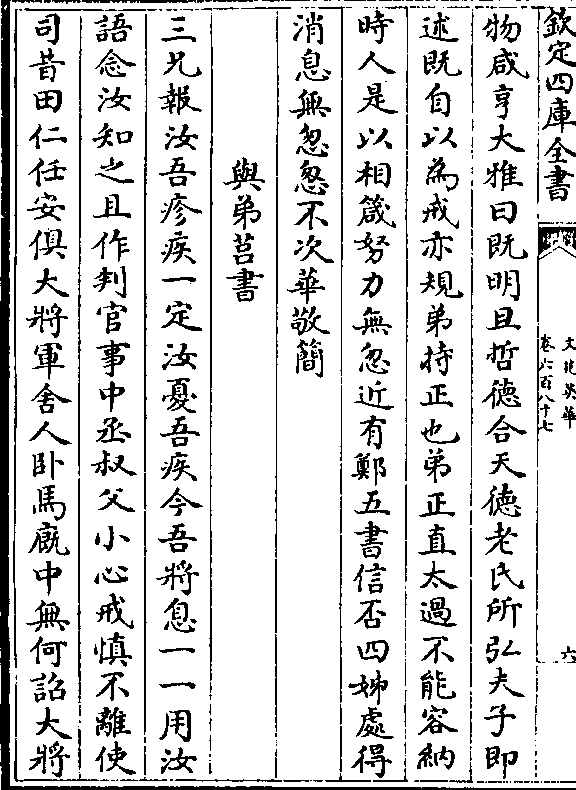 欽定四庫全書
文苑英華
卷六百八十七
六
物咸亨大雅曰既明且哲德合天德老氏所弘夫子即
述既自以為戒亦規弟持正也弟正直太過不能容納
時人是以相箴努力無忽近有鄭五書信否四姊處得
消息無忽忽不次華敬簡
與弟莒書
三兄報汝吾疹疾一定汝憂吾疾今吾將息一一用汝
語念汝知之且作判官事中丞叔父小心戒慎不離使
司昔田仁任安俱大將軍舍人卧馬廐中無何詔大將